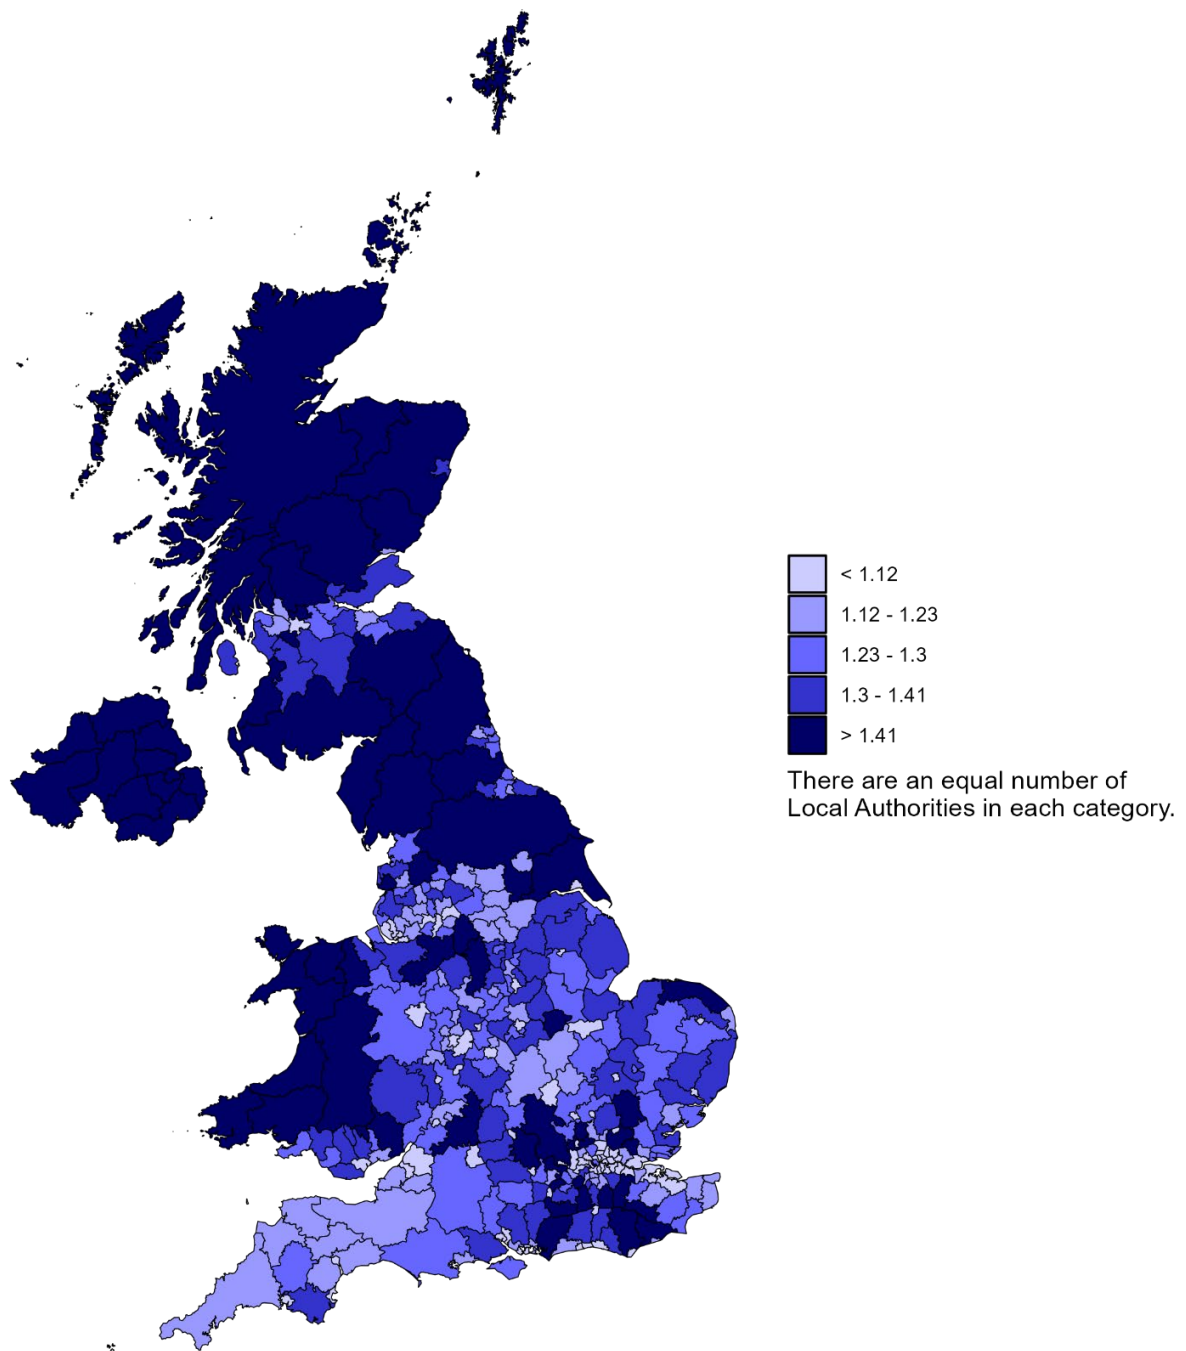 < 1.12
1.12 - 1.23
1.23 - 1.3
1.3 - 1.41
> 1.41
There are an equal number of
Local Authorities in each category.